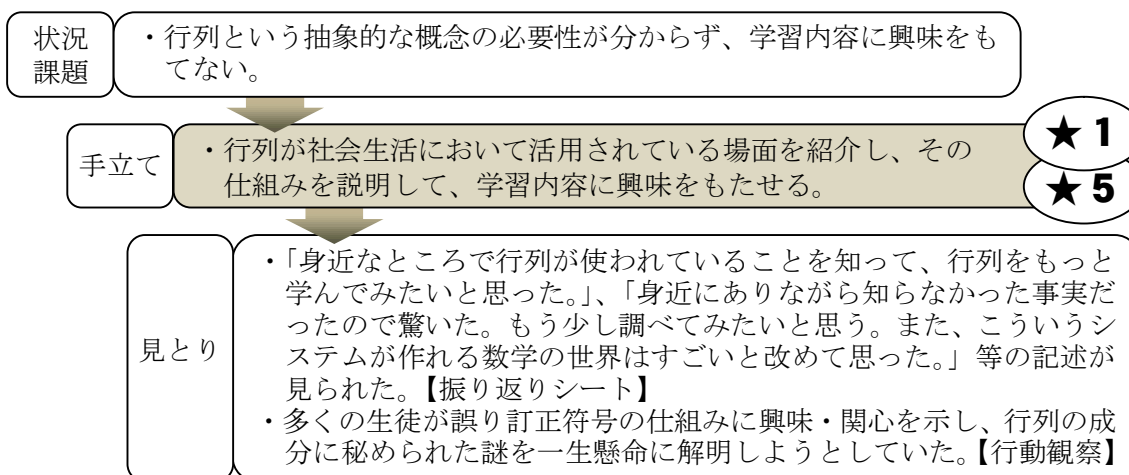 状況
課題
・行列という抽象的な概念の必要性が分からず、学習内容に興味をも
てない。
手立て
・行列が社会生活において活用されている場面を紹介し、その
仕組みを説明して、学習内容に興味をもたせる。
★1
★5
見とり
・「身近なところで行列が使われていることを知って、行列をもっと
学んでみたいと思った。」、「身近にありながら知らなかった事実だ
ったので驚いた。もう少し調べてみたいと思う。また、こういうシ
ステムが作れる数学の世界はすごいと改めて思った。」等の記述が
見られた。【振り返りシート】
・多くの生徒が誤り訂正符号の仕組みに興味・関心を示し、行列の成
分に秘められた謎を一生懸命に解明しようとしていた。【行動観察】